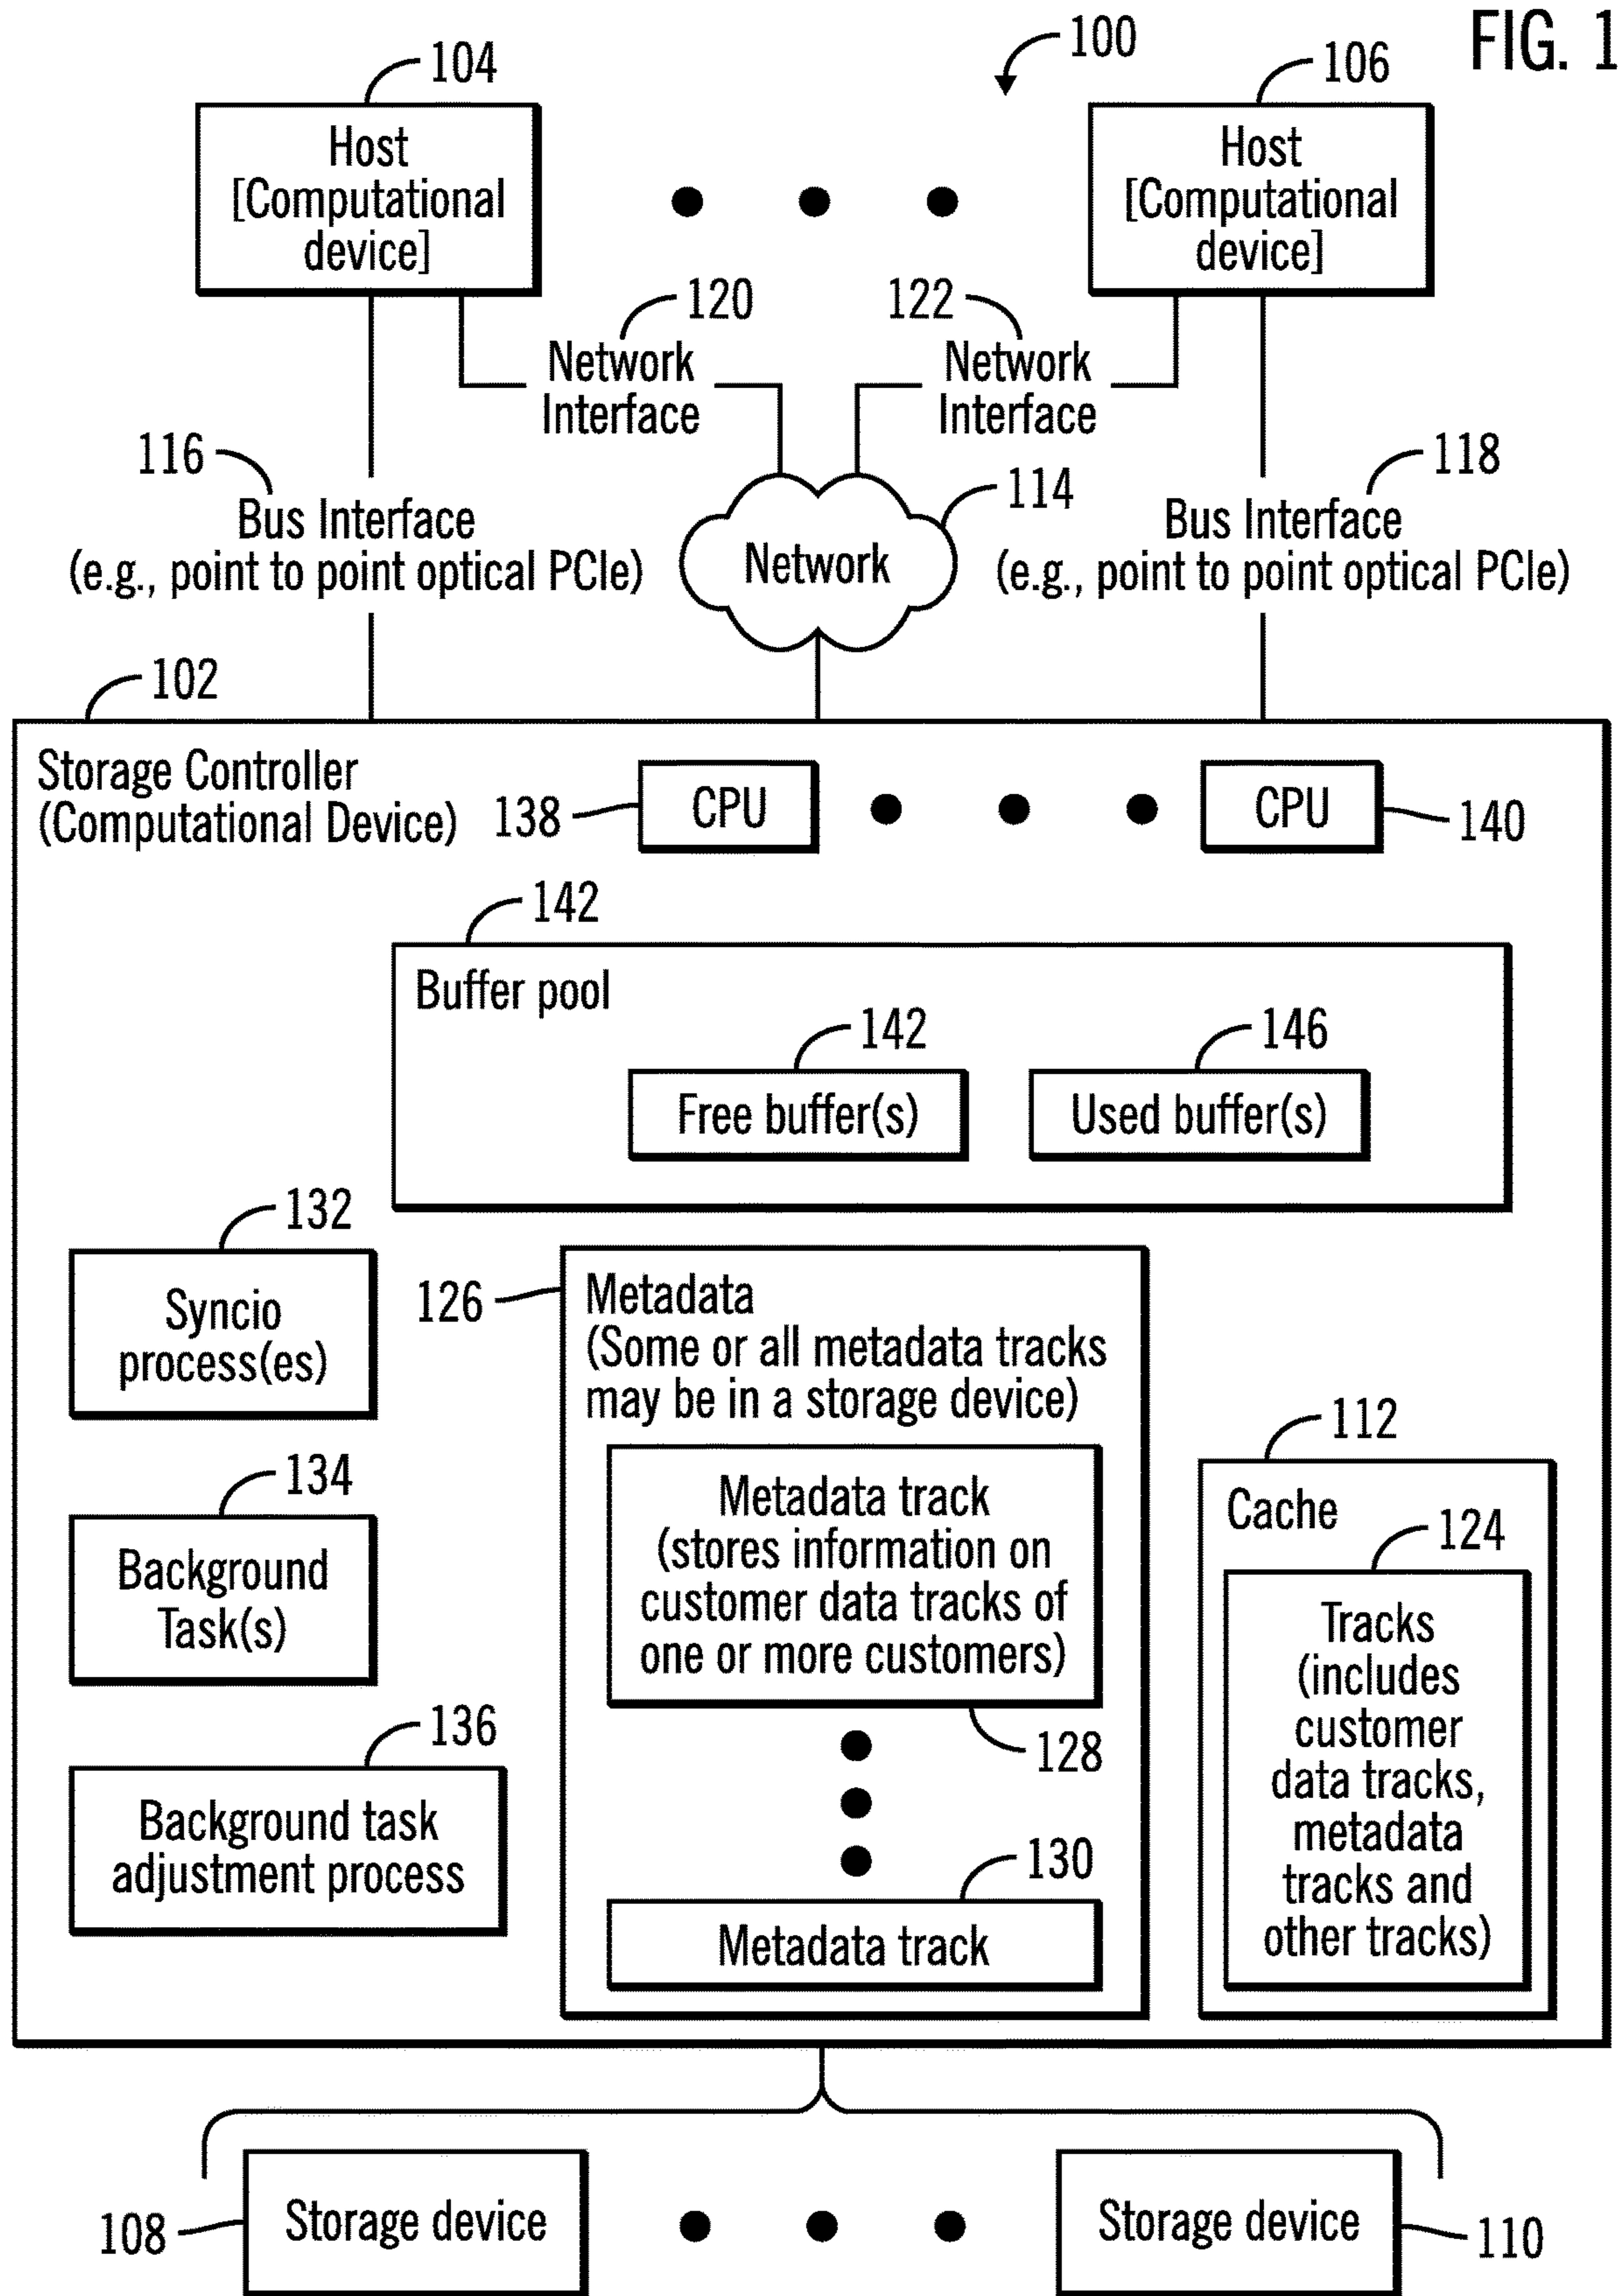 FIG. 1
100
104
106
Host
[Computational
device]
Host
[Computational
device]
120
122
Network
Interface
Network
Interface
116
118
114
Bus Interface
(e.g., point to point optical PCIe)
Network
Bus Interface
(e.g., point to point optical PCIe)
102
Storage Controller
(Computational Device)
138
CPU
CPU
140
142
Buffer pool
142
146
Free buffer(s)
Used buffer(s)
132
Syncio
process(es)
126
Metadata
(Some or all metadata tracks
may be in a storage device)
134
Background
Task(s)
Metadata track
(stores information on
customer data tracks of
one or more customers)
128
112
Cache
124
Tracks
(includes
customer
data tracks,
metadata
tracks and
other tracks)
136
Background task
adjustment process
130
Metadata track
108
Storage device
Storage device
110